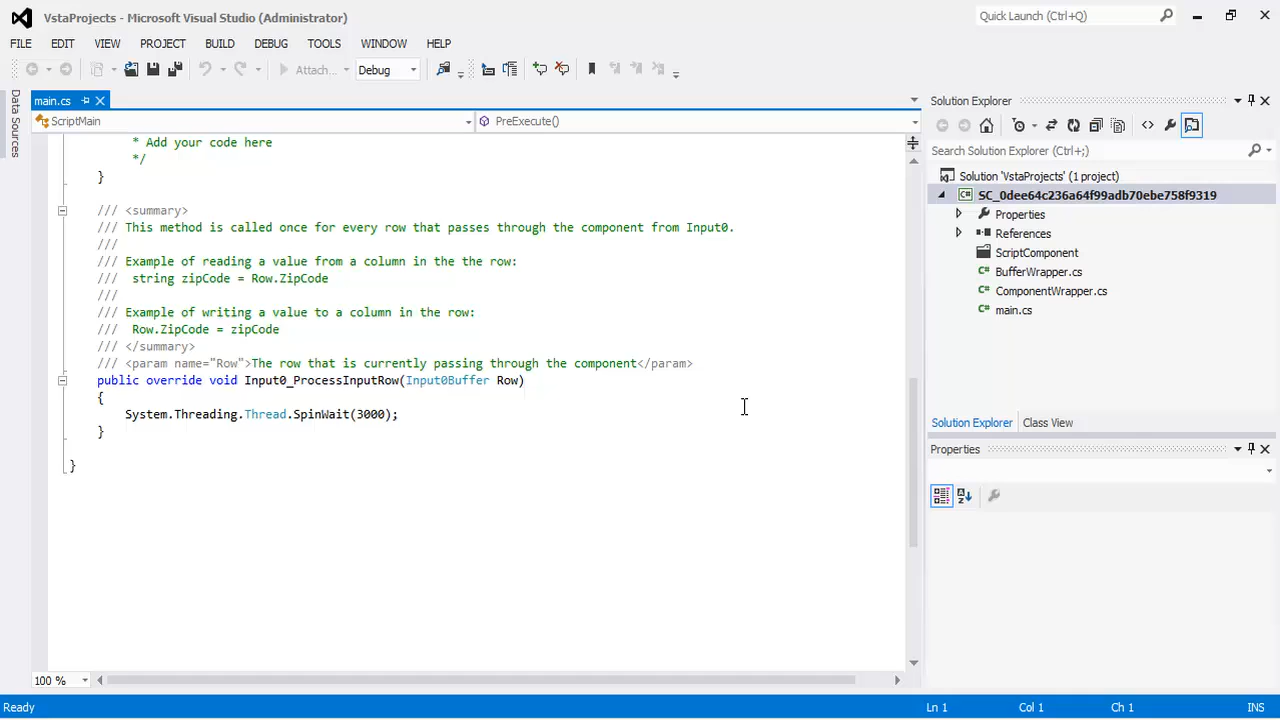 VstaProjects - Microsoft Visual Studio (Administrator)
Quick Launch (Ctrl+Q)
FILE EDIT VIEW PROJECT BUILD DEBUG TOOLS WINDOW HELP
Attach... Debug
Data Sources
main.cs
ScriptMain PreExecute()
* Add your code here
*/
}
/// <summary>
/// This method is called once for every row that passes through the component from Input0.
///
/// Example of reading a value from a column in the the row:
///  string zipCode = Row.ZipCode
///
/// Example of writing a value to a column in the row:
///  Row.ZipCode = zipCode
/// </summary>
/// <param name="Row">The row that is currently passing through the component</param>
public override void Input0_ProcessInputRow(Input0Buffer Row)
{
System.Threading.Thread.SpinWait(3000);
}
}
100 %
Solution Explorer
Search Solution Explorer (Ctrl+;)
Solution 'VstaProjects' (1 project)
SC_0dee64c236a64f99adb70ebe758f9319
Properties
References
ScriptComponent
C# BufferWrapper.cs
C# ComponentWrapper.cs
C# main.cs
Solution Explorer Class View
Properties
Ready Ln 1 Col 1 Ch 1 INS